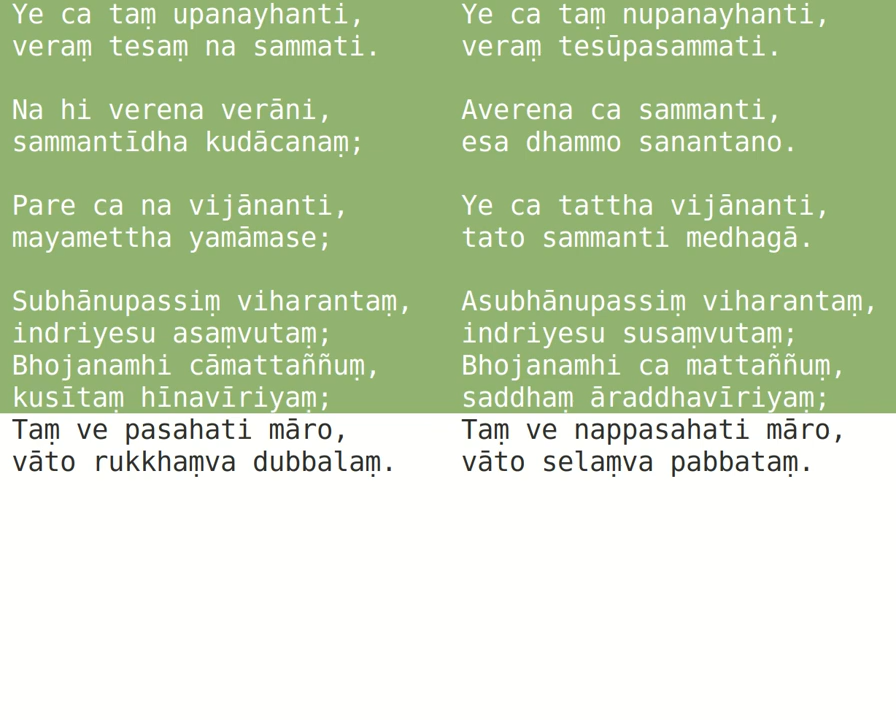 Ye ca taṃ upanayhanti,
veraṃ tesaṃ na sammati.
Na hi verena verāni,
sammantīdha kudācanaṃ;
Pare ca na vijānanti,
mayamettha yamāmase;
Subhānupassiṃ viharantaṃ,
indriyesu asaṃvutaṃ;
Bhojanamhi cāmattaññuṃ,
kusītaṃ hīnavīriyaṃ;
Taṃ ve pasahati māro,
vāto rukkhaṃva dubbalaṃ.
Ye ca taṃ nupanayhanti,
veraṃ tesūpasammati.
Averena ca sammanti,
esa dhammo sanantano.
Ye ca tattha vijānanti,
tato sammanti medhagā.
Asubhānupassiṃ viharantaṃ,
indriyesu susaṃvutaṃ;
Bhojanamhi ca mattaññuṃ,
saddhaṃ āraddhavīriyaṃ;
Taṃ ve nappasahati māro,
vāto selaṃva pabbataṃ.